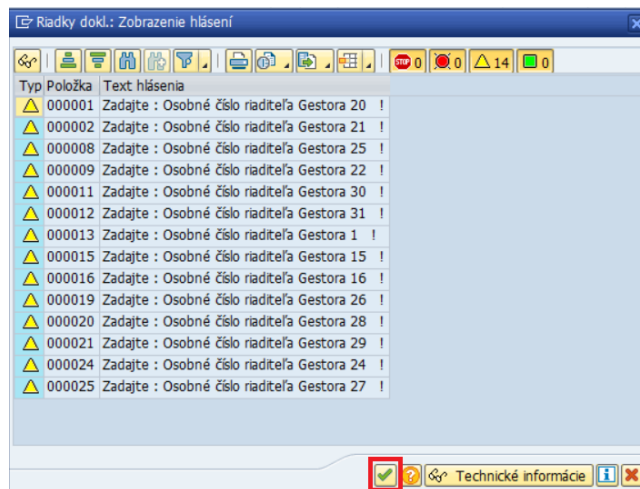 Riadky dokl.: Zobrazenie hlásení
STOP 0 0 14 0
Typ Položka Text hlásenia
000001 Zadajte : Osobné číslo riaditeľa Gestora 20 !
000002 Zadajte : Osobné číslo riaditeľa Gestora 21 !
000008 Zadajte : Osobné číslo riaditeľa Gestora 25 !
000009 Zadajte : Osobné číslo riaditeľa Gestora 22 !
000011 Zadajte : Osobné číslo riaditeľa Gestora 30 !
000012 Zadajte : Osobné číslo riaditeľa Gestora 31 !
000013 Zadajte : Osobné číslo riaditeľa Gestora 1 !
000015 Zadajte : Osobné číslo riaditeľa Gestora 15 !
000016 Zadajte : Osobné číslo riaditeľa Gestora 16 !
000019 Zadajte : Osobné číslo riaditeľa Gestora 26 !
000020 Zadajte : Osobné číslo riaditeľa Gestora 28 !
000021 Zadajte : Osobné číslo riaditeľa Gestora 29 !
000024 Zadajte : Osobné číslo riaditeľa Gestora 24 !
000025 Zadajte : Osobné číslo riaditeľa Gestora 27 !
Technické informácie